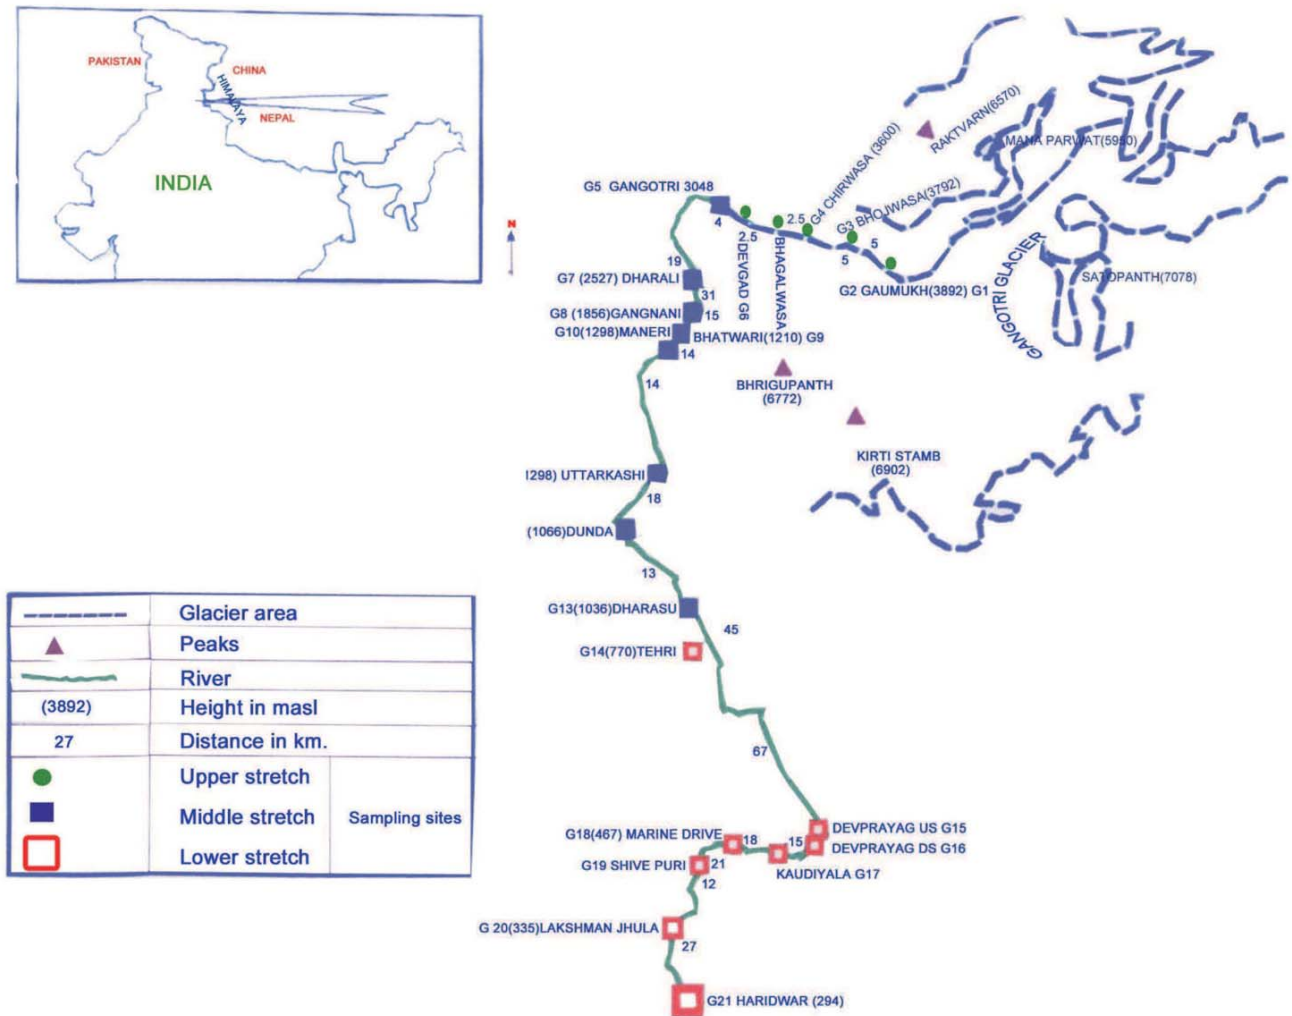 PAKISTAN
CHINA
HIMALAYA
NEPAL
INDIA
N
G5 GANGOTRI 3048
4
2.5
DEVGAD G6
2.5
BHAGALWASA
G4 CHIRWASA (3600)
G3 BHOJWASA(3792)
5
5
RAKTVARN(6570)
MANA PARWAT(5950)
G2 GAUMUKH(3892) G1
GANGOTRI GLACIER
SATOPANTH(7078)
19
G7 (2527) DHARALI
31
G8 (1856)GANGNANI
15
G10(1298)MANERI
BHATWARI(1210) G9
14
14
BHRIGUPANTH
(6772)
KIRTI STAMB
(6902)
1298) UTTARKASHI
18
(1066)DUNDA
13
G13(1036)DHARASU
45
G14(770)TEHRI
67
G18(467) MARINE DRIVE
18
15
DEVPRAYAG US G15
DEVPRAYAG DS G16
G19 SHIVE PURI
21
KAUDIYALA G17
12
G 20(335)LAKSHMAN JHULA
27
G21 HARIDWAR (294)
Glacier area
Peaks
River
(3892) Height in masl
27 Distance in km.
Upper stretch
Middle stretch Sampling sites
Lower stretch